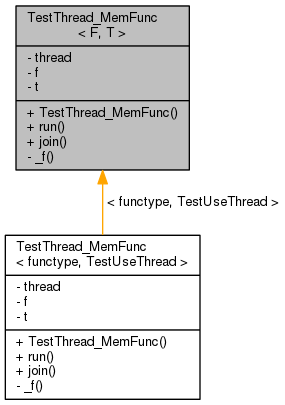 TestThread_MemFunc
< F, T >
- thread
- f
- t
+ TestThread_MemFunc()
+ run()
+ join()
- _f()
< functype, TestUseThread >
TestThread_MemFunc
< functype, TestUseThread >
- thread
- f
- t
+ TestThread_MemFunc()
+ run()
+ join()
- _f()